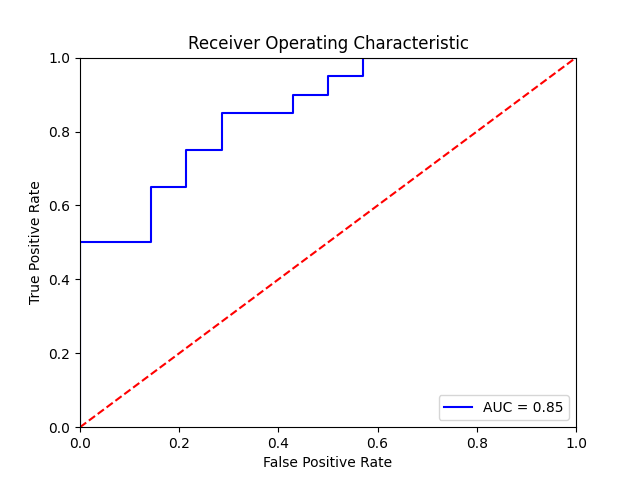 Receiver Operating Characteristic
1.0
0.8
0.6
0.4
0.2
0.0
True Positive Rate
AUC = 0.85
0.0 0.2 0.4 0.6 0.8 1.0
False Positive Rate